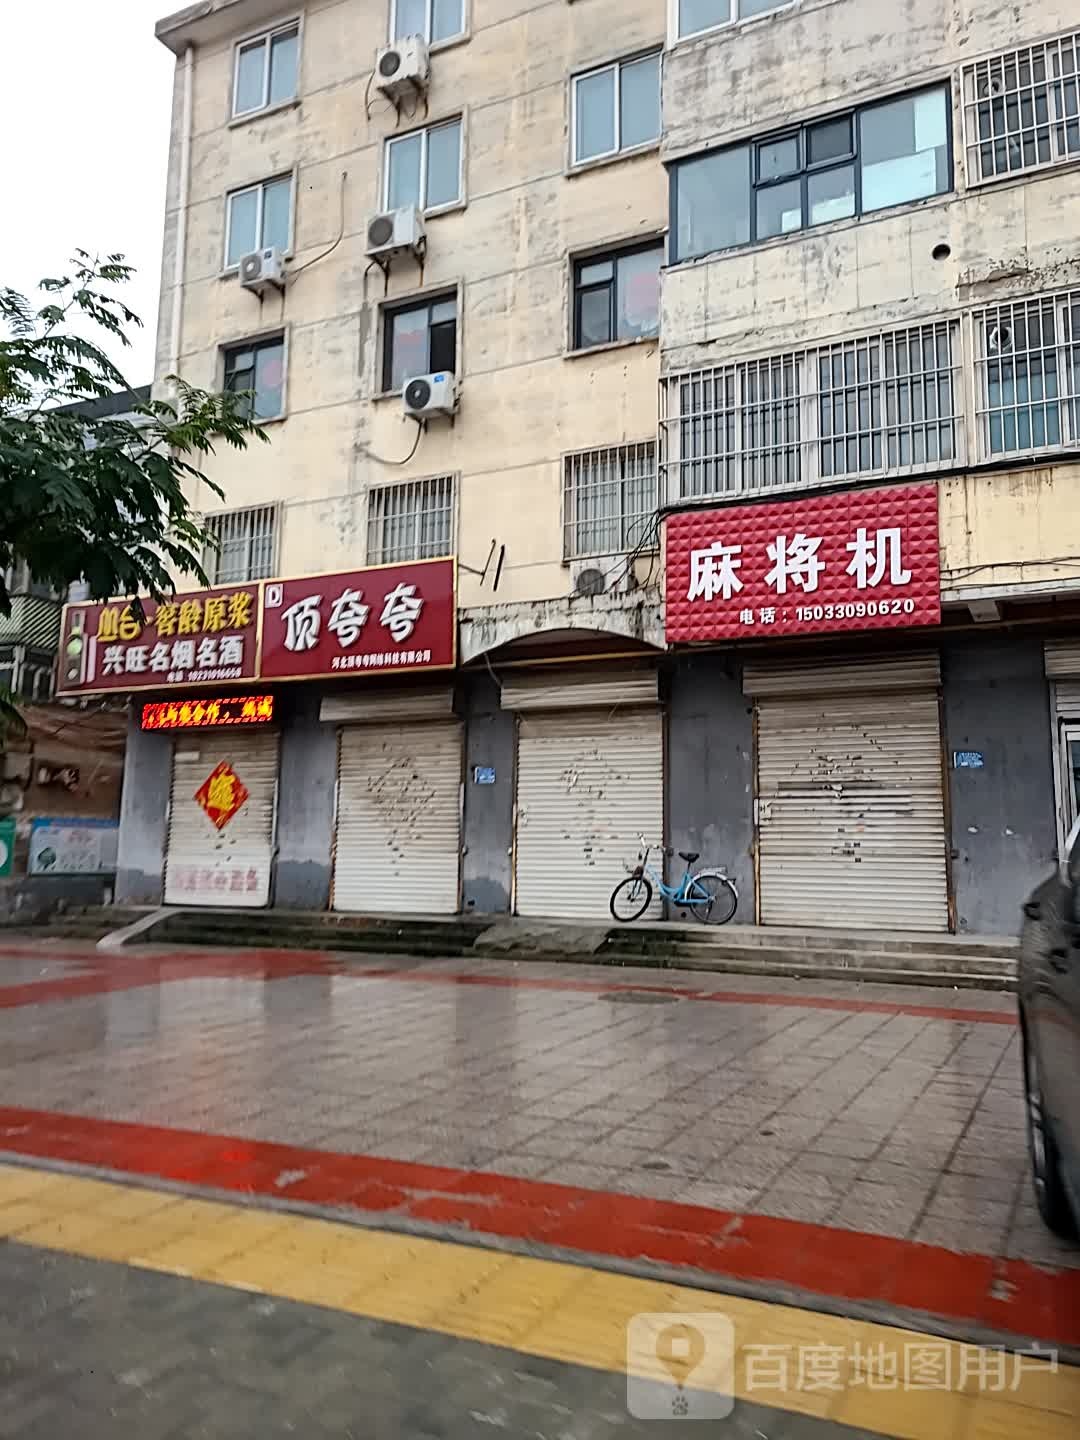 丛台·窖龄原浆
兴旺名烟名酒
D
顶夸夸
河北顶夸夸网络科技有限公司
麻将机
电话：15033090620
百度地图用户